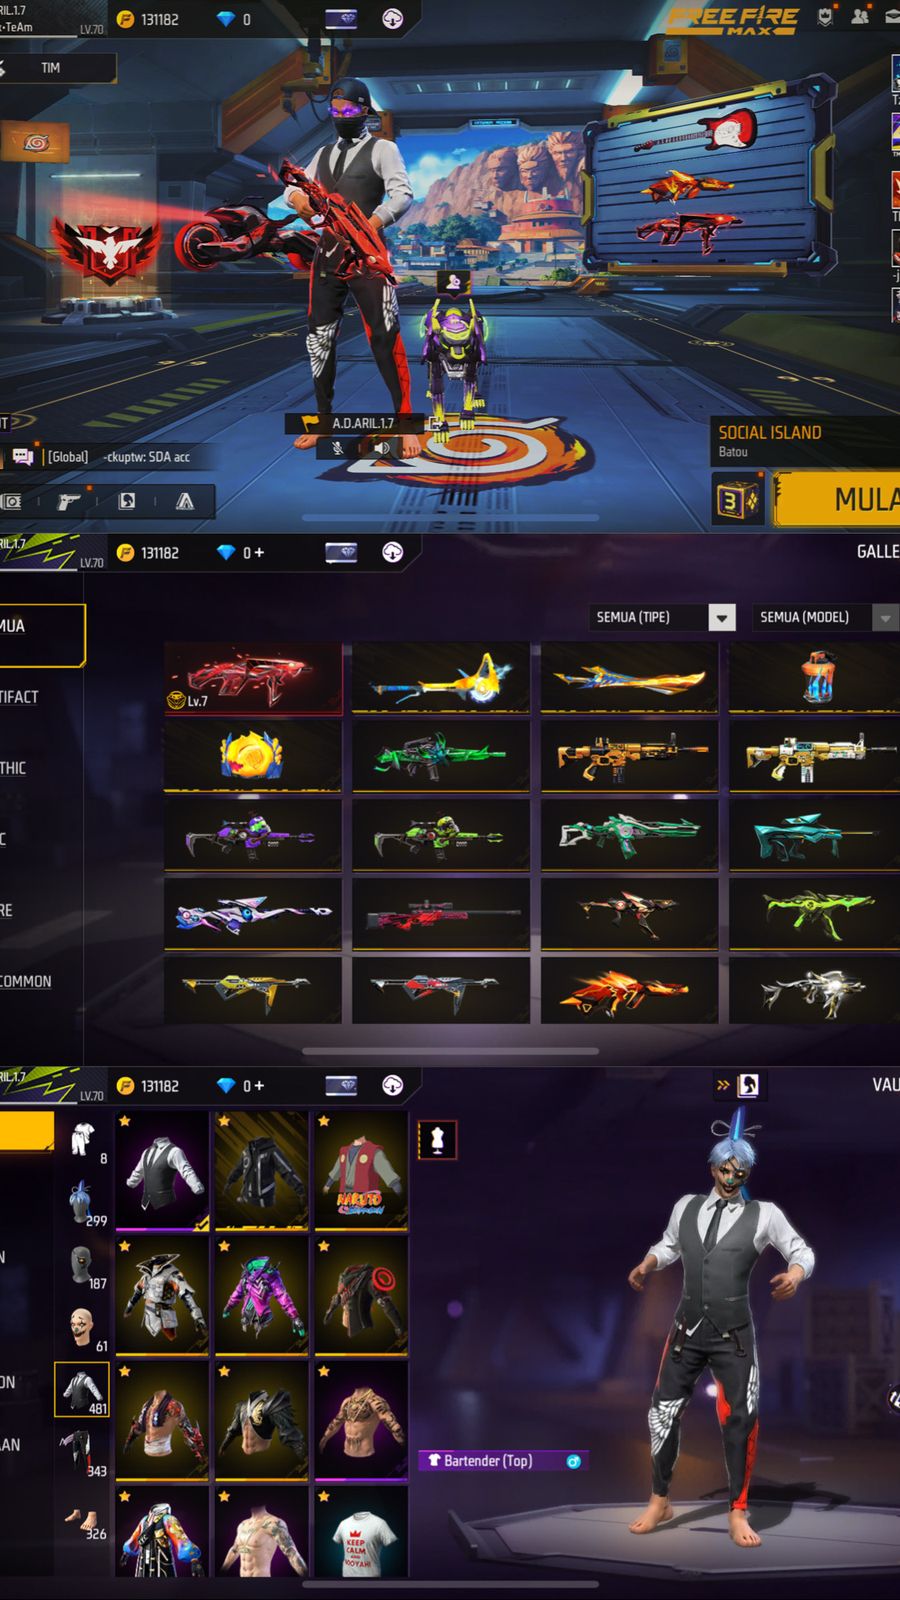 RIL.1.7
TeAm
LV.70
131182
0
FREE FIRE
MAX
TIM
A.D.ARIL.1.7
[Global] -ckuptw: SDA acc
SOCIAL ISLAND
Batou
3
MULA
RIL.1.7
LV.70
131182
0 +
GALLE
MUA
SEMUA (TIPE)
SEMUA (MODEL)
TIFACT
THIC
C
RE
COMMON
Lv.7
RIL.1.7
LV.70
131182
0 +
VAU
8
299
187
61
481
343
326
N
ON
AAN
NARUTO
KEEP
CALM
AND
BOOYAH!
Bartender (Top)